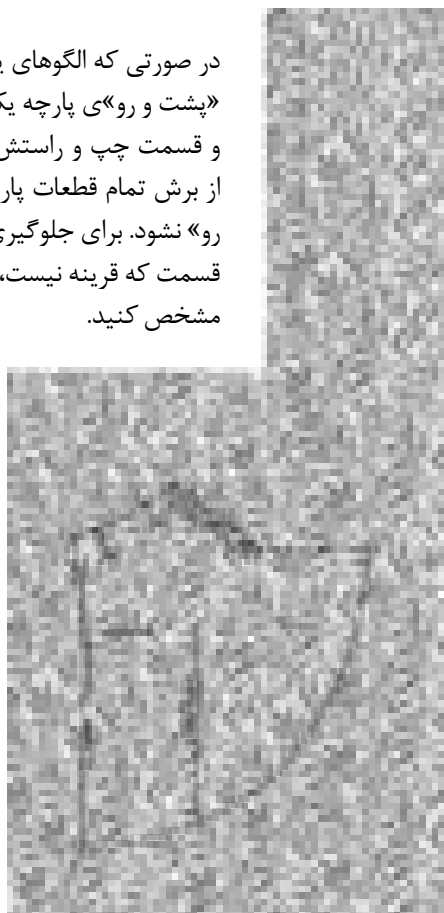 در صورتی که الگوهای
«پشت و رو»ی پارچه
و قسمت چپ و راستش
از برش تمام قطعات
رو» نشود. برای
قسمت که قرینه نیست،
مشخص کنید.